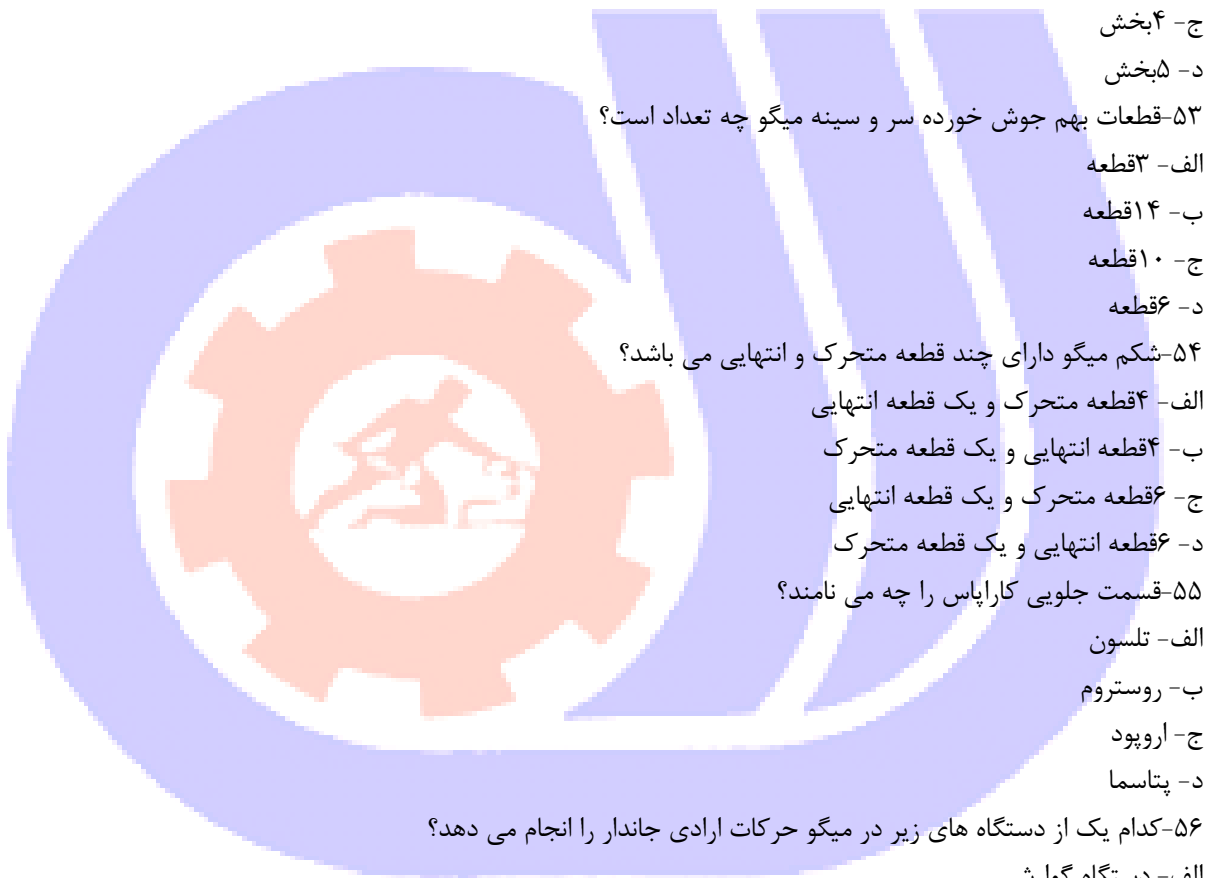 ج- ۴بخش
د- ۵بخش
۵۳-قطعات بهم جوش خورده سر و سینه میگو چه تعداد است؟
الف- ۳قطعه
ب- ۱۴قطعه
ج- ۱۰قطعه
د- ۶قطعه
۵۴-شکم میگو دارای چند قطعه متحرک و انتهایی می باشد؟
الف- ۴قطعه متحرک و یک قطعه انتهایی
ب- ۴قطعه انتهایی و یک قطعه متحرک
ج- ۶قطعه متحرک و یک قطعه انتهایی
د- ۶قطعه انتهایی و یک قطعه متحرک
۵۵-قسمت جلویی کاراپاس را چه می نامند؟
الف- تلسون
ب- روستروم
ج- اروپود
د- پتاسما
۵۶-کدام یک از دستگاه های زیر در میگو حرکات ارادی جاندار را انجام می دهد؟
الف- دستگاه